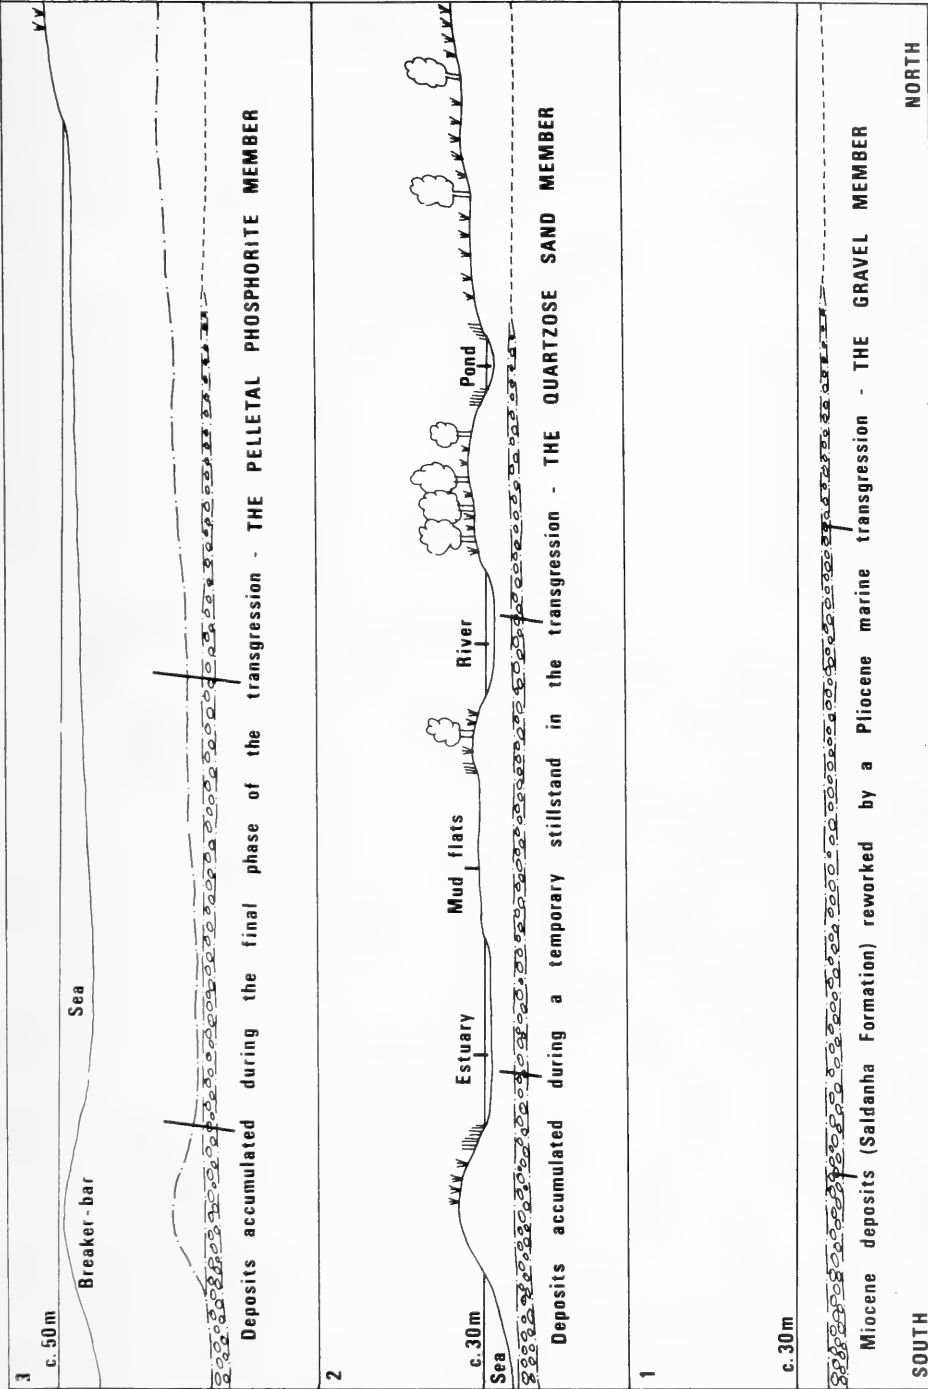 3
c. 50m
Breaker-bar
Sea
Deposits accumulated during the final phase of the transgression - THE PELLETAL PHOSPHORITE MEMBER
2
c. 30m
Sea
Estuary
Mud flats
River
Pond
Deposits accumulated during a temporary stillstand in the transgression - THE QUARTZOSE SAND MEMBER
1
c. 30m
Miocene deposits (Saldanha Formation) reworked by a Pliocene marine transgression - THE GRAVEL MEMBER
SOUTH
NORTH